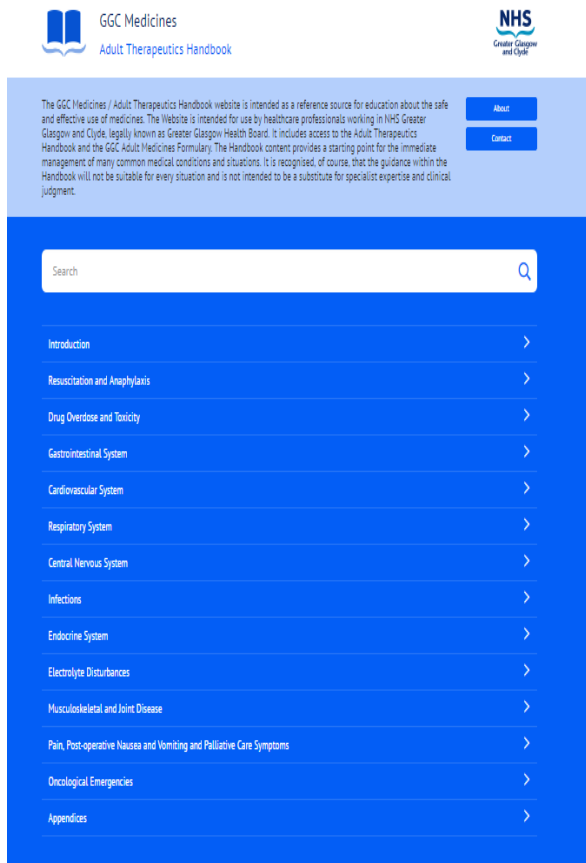 GGC Medicines
Adult Therapeutics Handbook
NHS
Greater Glasgow
and Clyde
The GGC Medicines / Adult Therapeutics Handbook website is intended as a reference source for education about the safe
and effective use of medicines. The Website is intended for use by healthcare professionals working in NHS Greater
Glasgow and Clyde, legally known as Greater Glasgow Health Board. It includes access to the Adult Therapeutics
Handbook and the GGC Adult Medicines Formulary. The Handbook content provides a starting point for the immediate
management of many common medical conditions and situations. It is recognised, of course, that the guidance within the
Handbook will not be suitable for every situation and is not intended to be a substitute for specialist expertise and clinical
judgment.
About
Contact
Search
Introduction
Resuscitation and Anaphylaxis
Drug Overdose and Toxicity
Gastrointestinal System
Cardiovascular System
Respiratory System
Central Nervous System
Infections
Endocrine System
Electrolyte Disturbances
Musculoskeletal and Joint Disease
Pain, Post-operative Nausea and Vomiting and Palliative Care Symptoms
Oncological Emergencies
Appendices